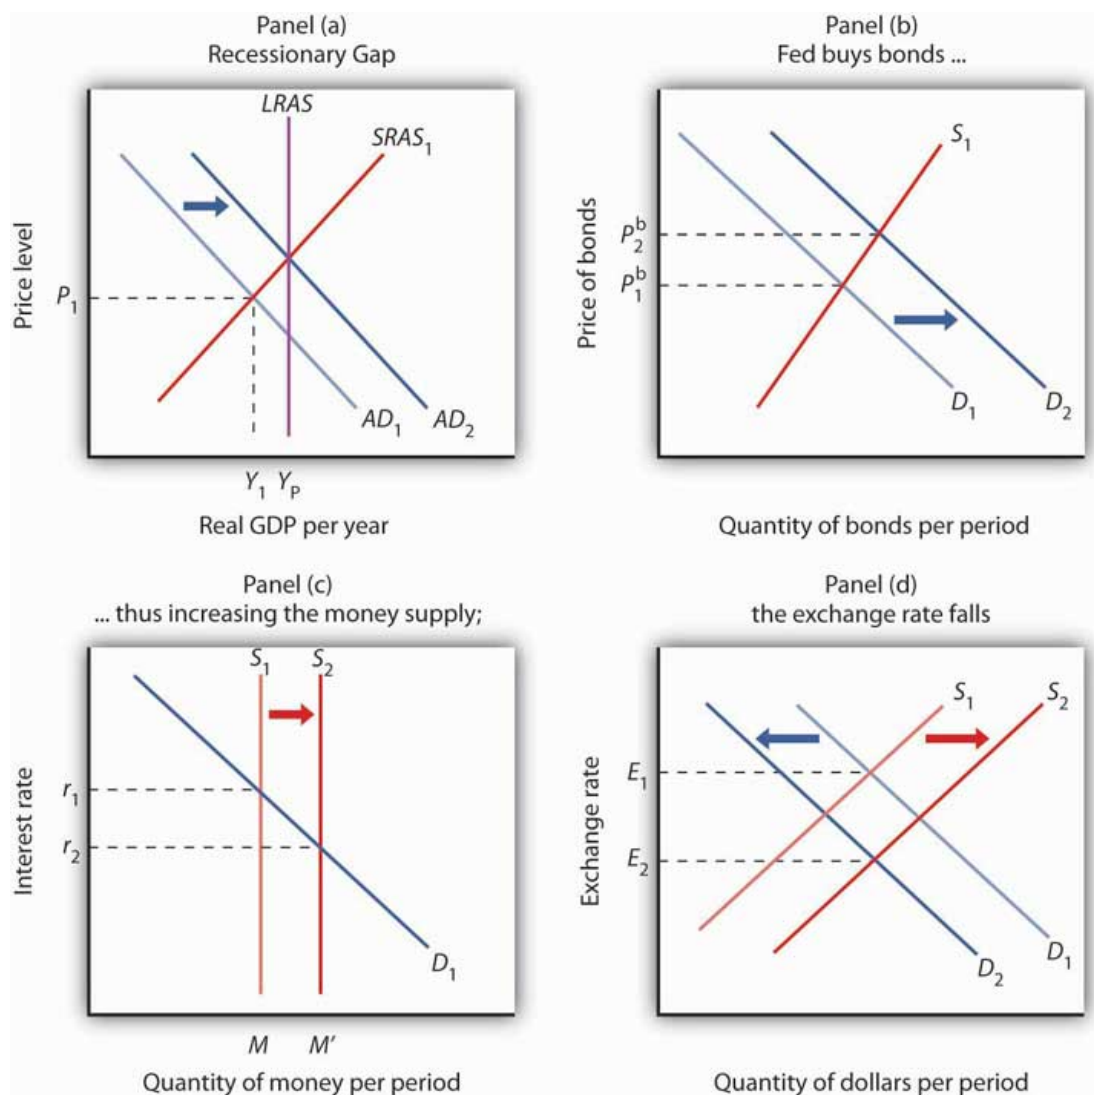 Panel (a)
Recessionary Gap
LRAS
SRAS₁
Price level
P₁
AD₁
AD₂
Y₁ Yₚ
Real GDP per year
Panel (b)
Fed buys bonds ...
S₁
Price of bonds
P₂ᵇ
P₁ᵇ
D₁
D₂
Quantity of bonds per period
Panel (c)
... thus increasing the money supply;
S₁
S₂
Interest rate
r₁
r₂
D₁
M
M′
Quantity of money per period
Panel (d)
the exchange rate falls
S₁
S₂
Exchange rate
E₁
E₂
D₁
D₂
Quantity of dollars per period